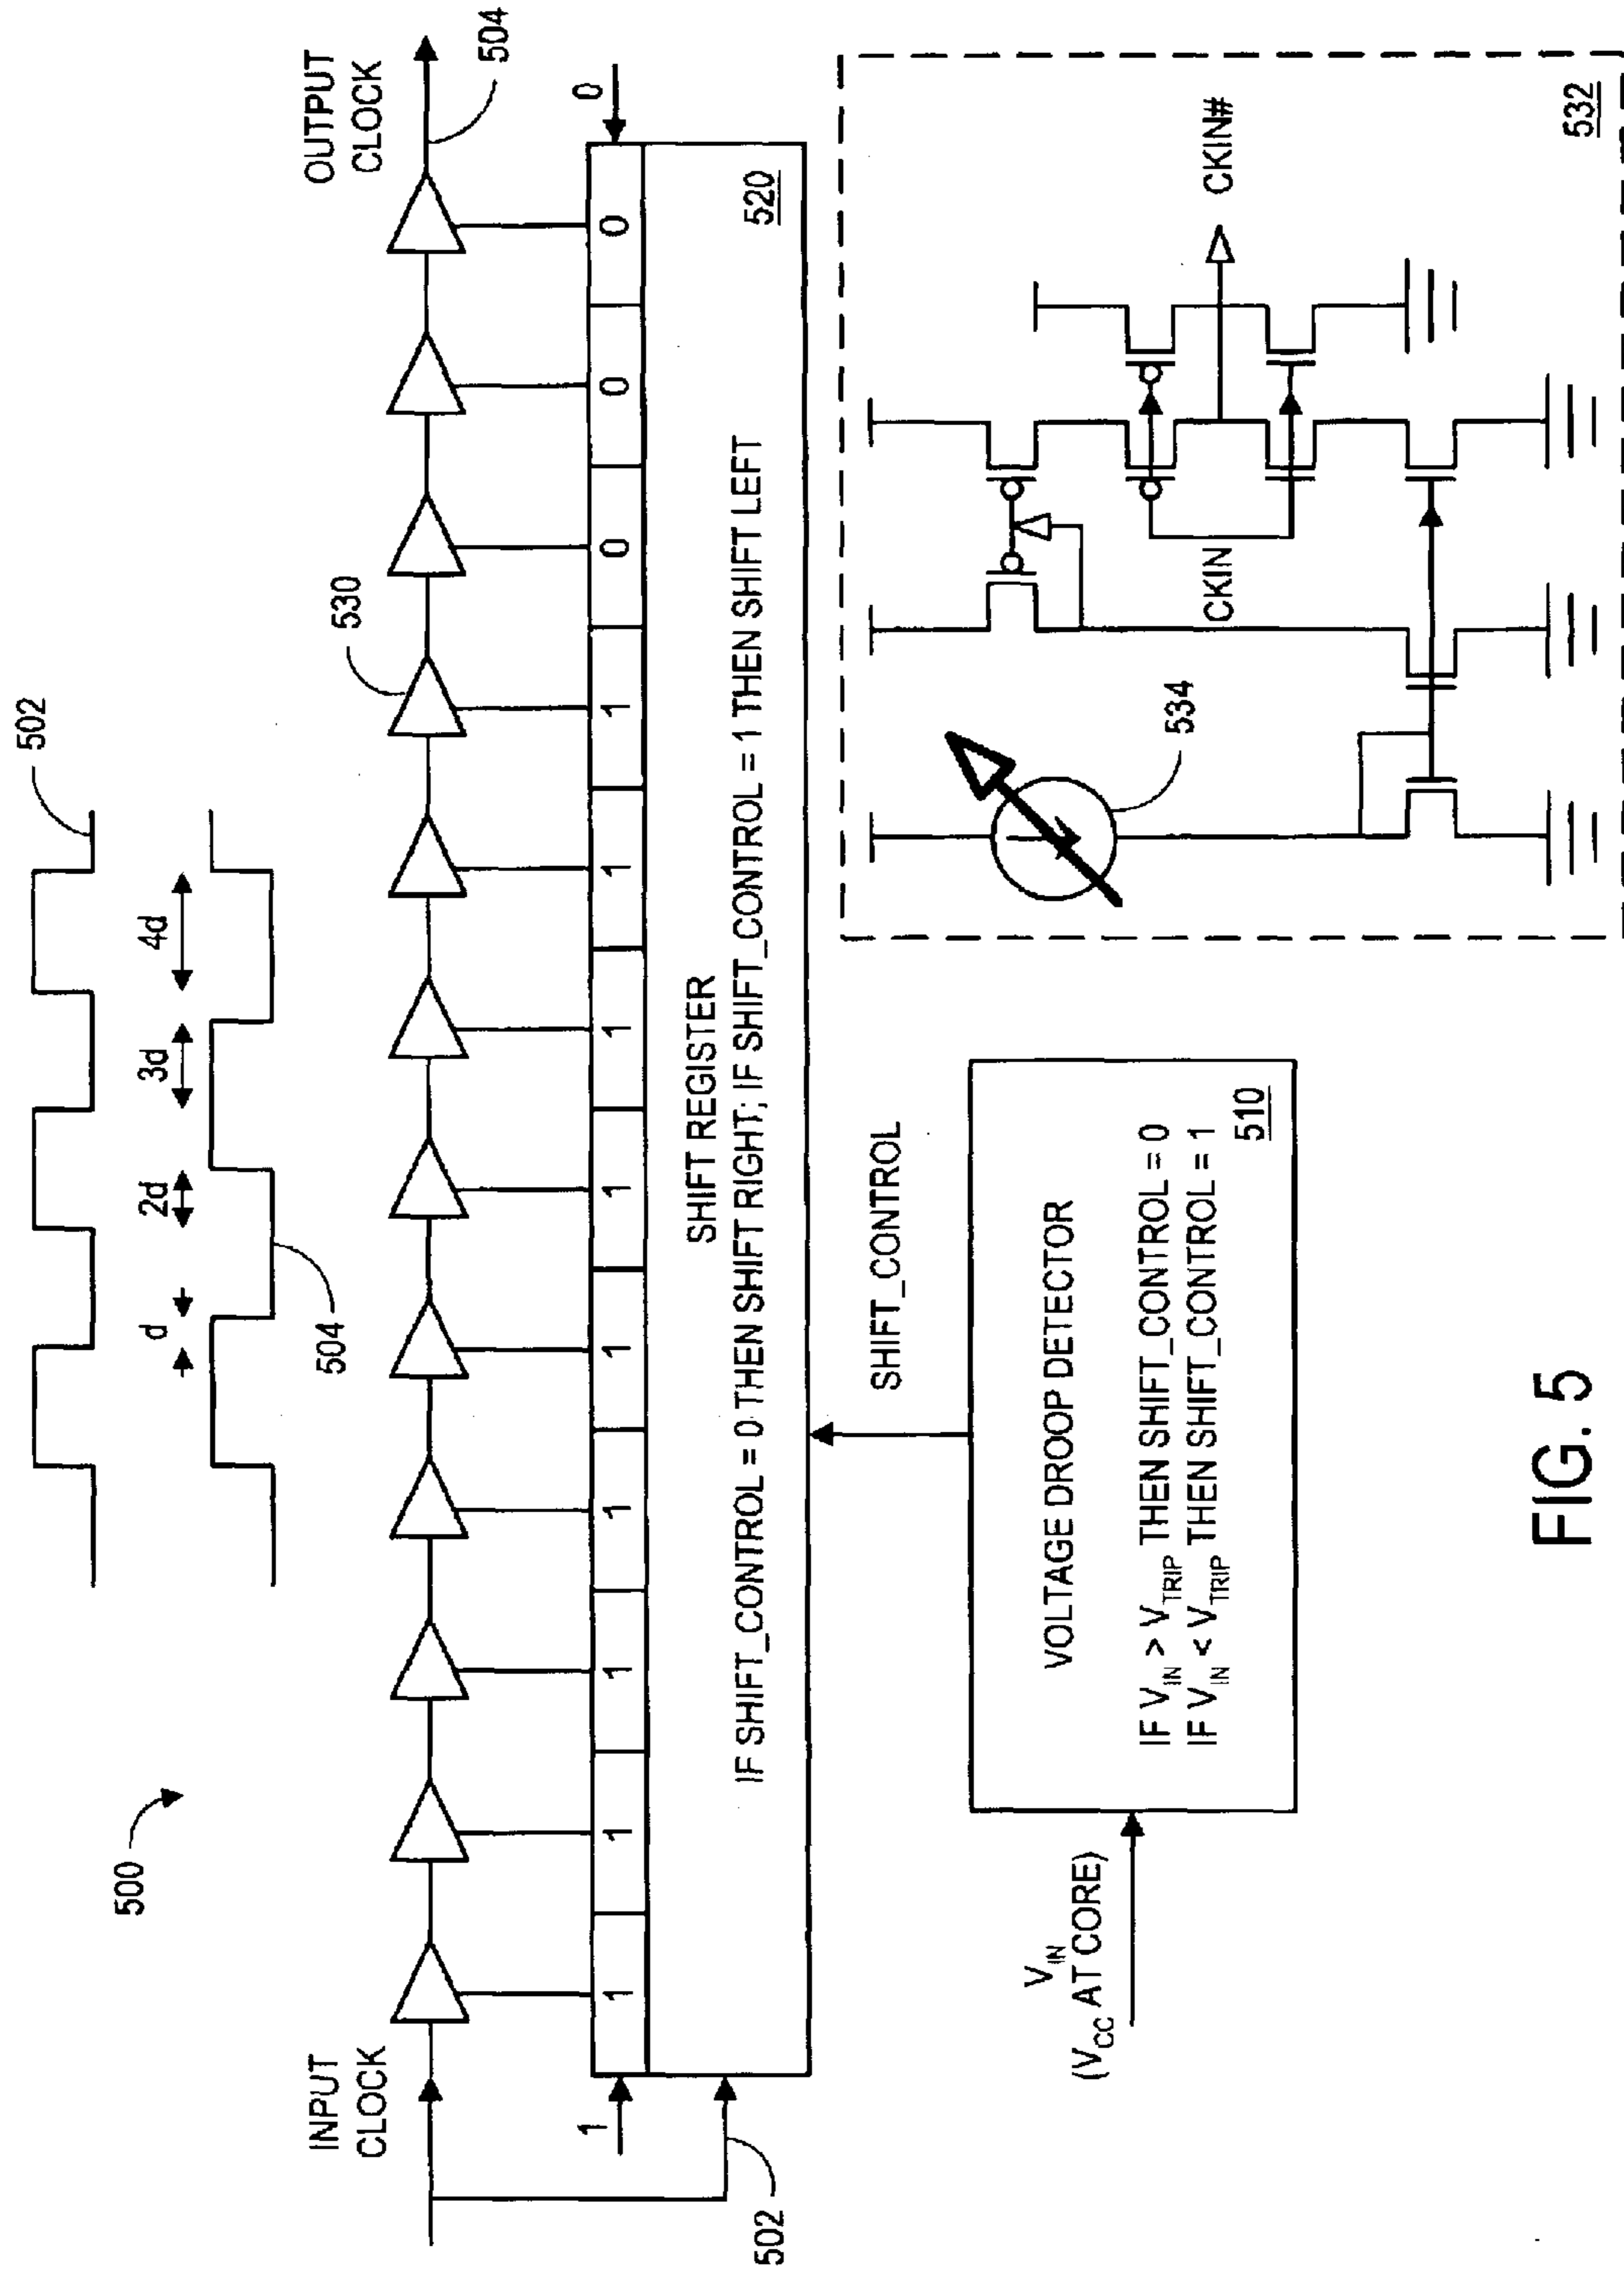 500
502
d
2d
3d
4d
504
INPUT
CLOCK
530
OUTPUT
CLOCK
504
1
1
1
1
1
1
1
1
1
1
0
0
0
1
0
SHIFT REGISTER
IF SHIFT_CONTROL = 0 THEN SHIFT RIGHT; IF SHIFT_CONTROL = 1 THEN SHIFT LEFT
520
502
SHIFT_CONTROL
V_IN
(V_CC AT CORE)
VOLTAGE DROOP DETECTOR
IF V_IN > V_TRIP THEN SHIFT_CONTROL = 0
IF V_IN < V_TRIP THEN SHIFT_CONTROL = 1
510
534
CKIN
CKIN#
532
FIG. 5